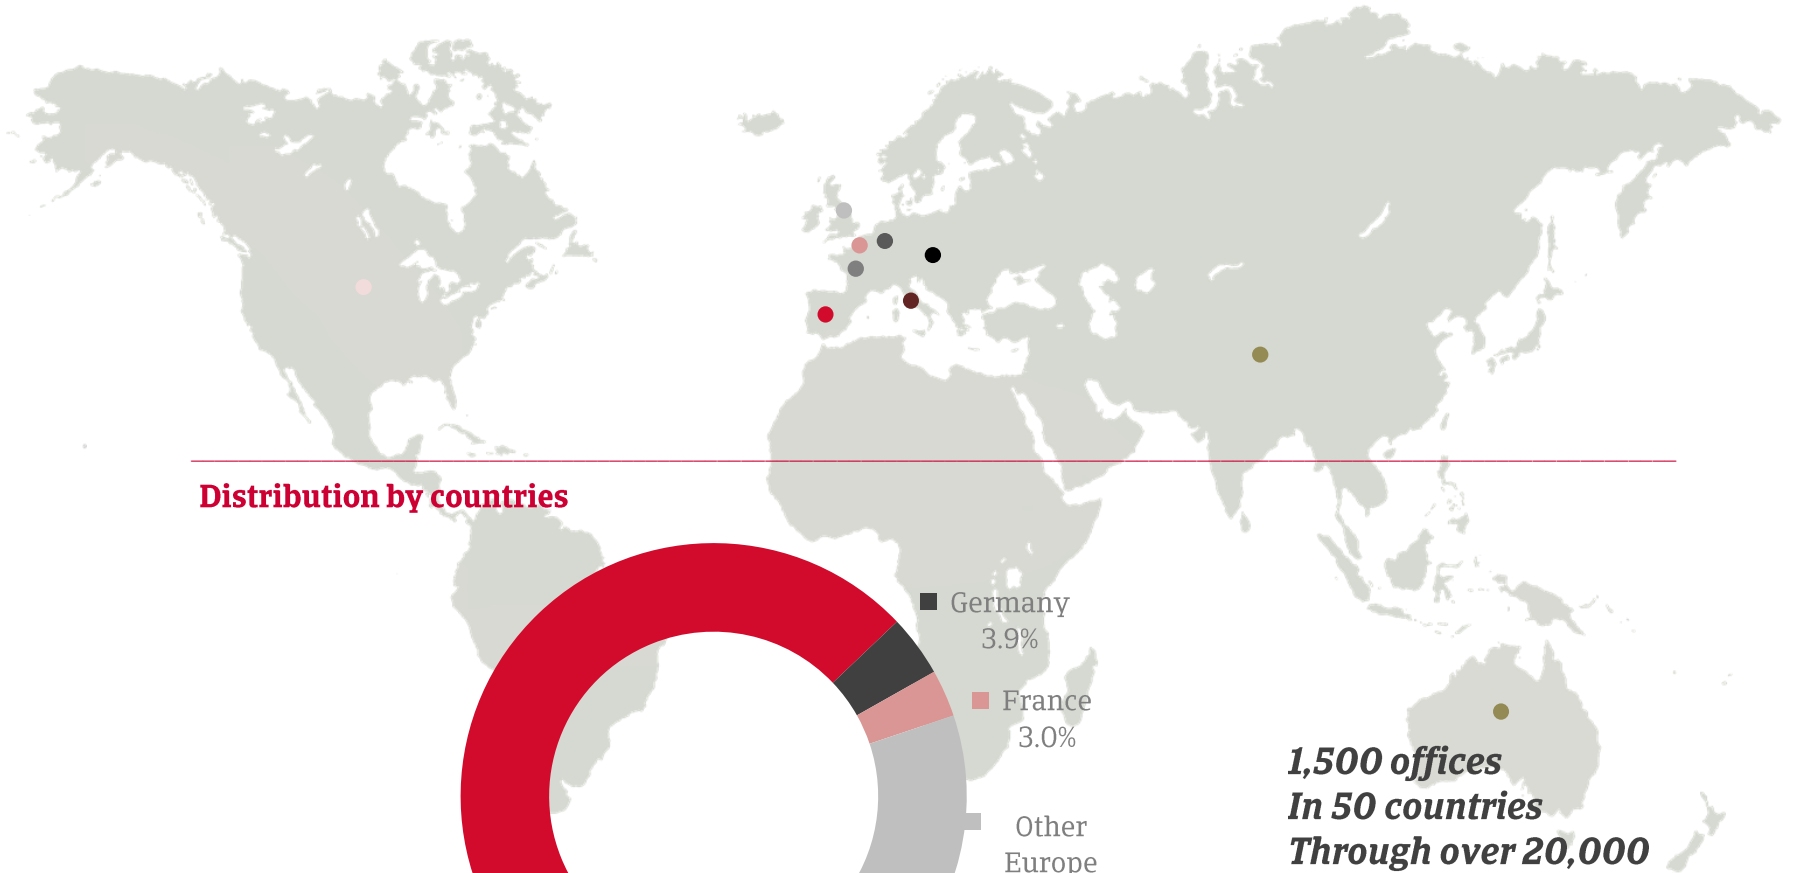 Distribution by countries
Germany
3.9%
France
3.0%
Other
Europe
1,500 offices
In 50 countries
Through over 20,000